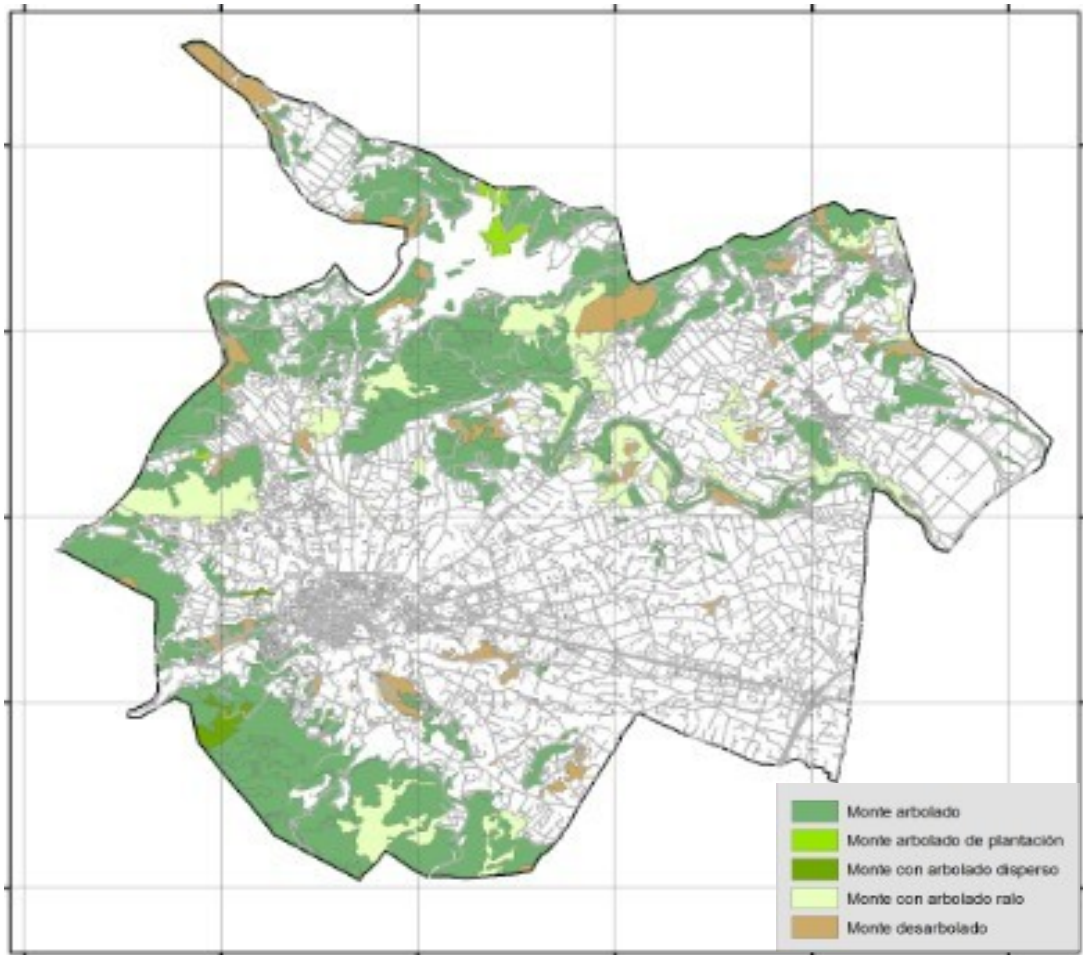 Monte arbolado
Monte arbolado de plantación
Monte con arbolado disperso
Monte con arbolado ralo
Monte desarbolado